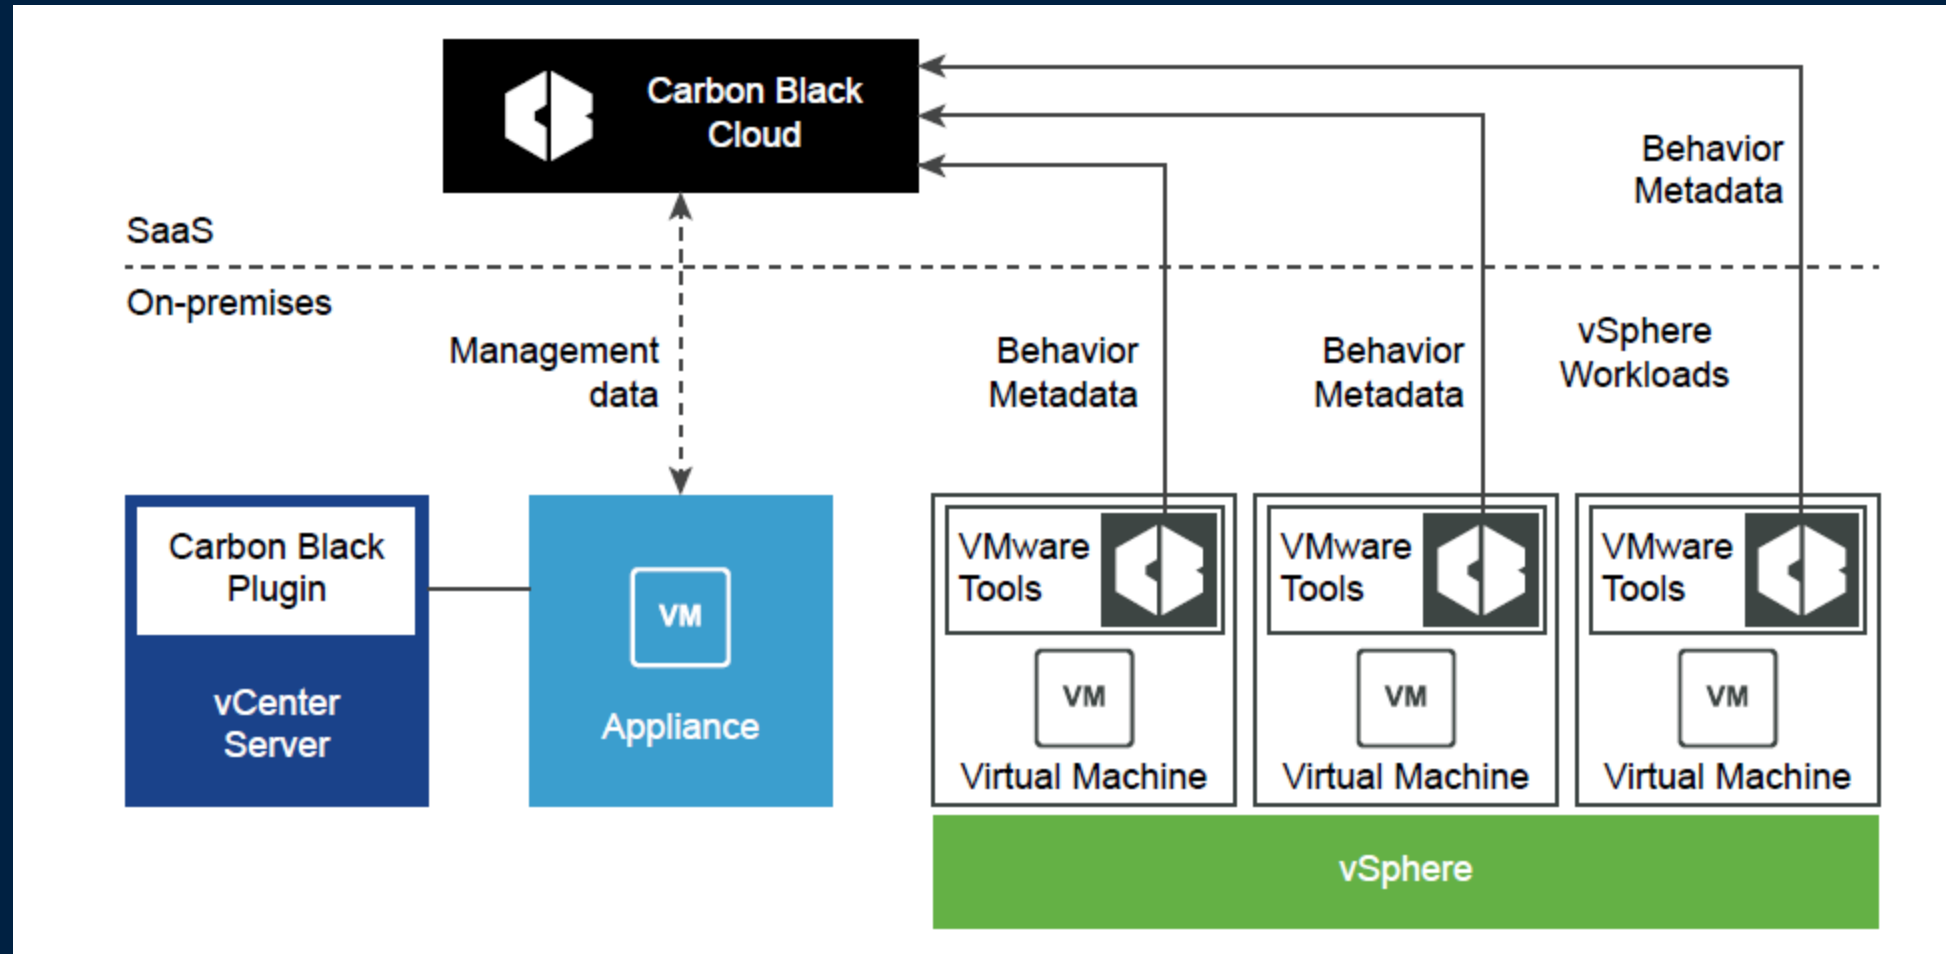 Carbon Black
Cloud
Behavior
Metadata
SaaS
On-premises
Management
data
Behavior
Metadata
Behavior
Metadata
vSphere
Workloads
Carbon Black
Plugin
vCenter
Server
VM
Appliance
VMware
Tools
VM
Virtual Machine
VMware
Tools
VM
Virtual Machine
VMware
Tools
VM
Virtual Machine
vSphere